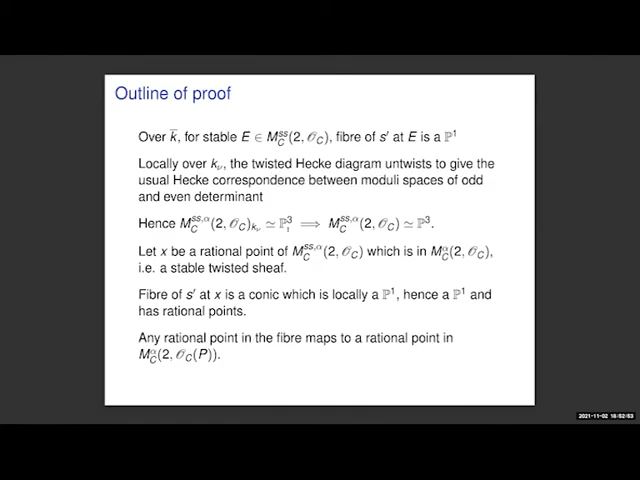 Outline of proof
Over k̄, for stable E ∈ M_C^{ss}(2, 𝒪_C), fibre of s′ at E is a ℙ¹
Locally over k_ν, the twisted Hecke diagram untwists to give the
usual Hecke correspondence between moduli spaces of odd
and even determinant
Hence M_C^{ss,α}(2, 𝒪_C)_{k_ν} ≃ ℙ³ ⟹ M_C^{ss,α}(2, 𝒪_C) ≃ ℙ³.
Let x be a rational point of M_C^{ss,α}(2, 𝒪_C) which is in M_C^α(2, 𝒪_C),
i.e. a stable twisted sheaf.
Fibre of s′ at x is a conic which is locally a ℙ¹, hence a ℙ¹ and
has rational points.
Any rational point in the fibre maps to a rational point in
M_C^α(2, 𝒪_C(P)).
2021-11-02 18:52:53